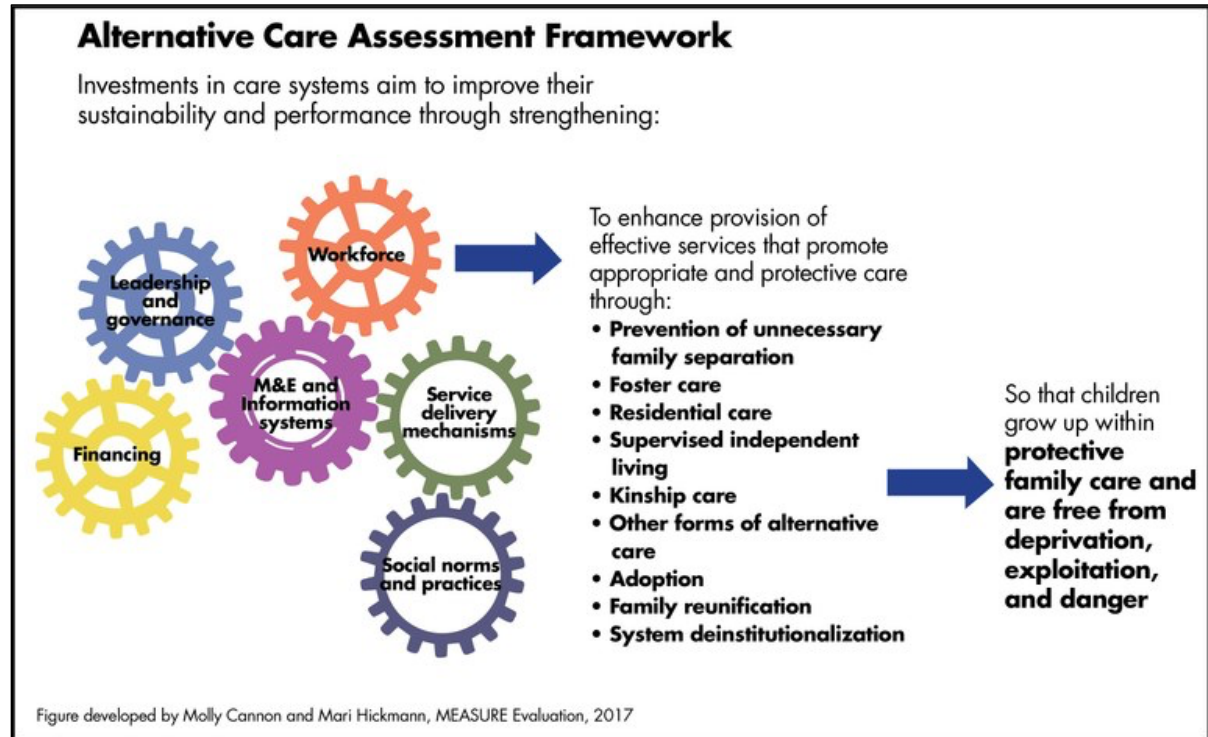 Alternative Care Assessment Framework
Investments in care systems aim to improve their
sustainability and performance through strengthening:
Workforce
Leadership
and
governance
M&E and
Information
systems
Service
delivery
mechanisms
Financing
Social norms
and practices
To enhance provision of
effective services that promote
appropriate and protective care
through:
• Prevention of unnecessary
family separation
• Foster care
• Residential care
• Supervised independent
living
• Kinship care
• Other forms of alternative
care
• Adoption
• Family reunification
• System deinstitutionalization
So that children
grow up within
protective
family care and
are free from
deprivation,
exploitation,
and danger
Figure developed by Molly Cannon and Mari Hickmann, MEASURE Evaluation, 2017